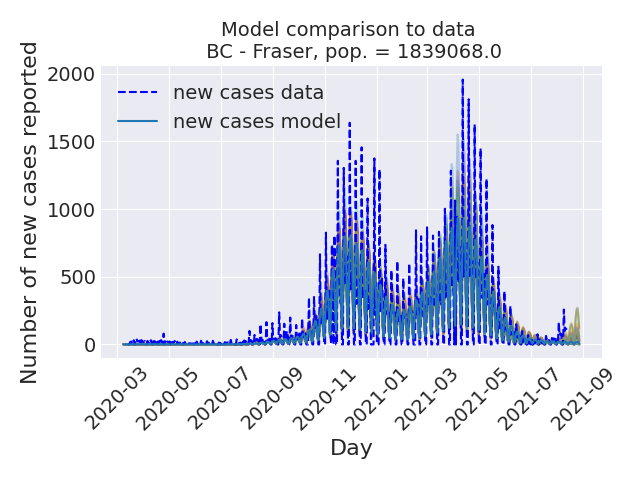 Model comparison to data
BC - Fraser, pop. = 1839068.0
Number of new cases reported
2000
1500
1000
500
0
new cases data
new cases model
2020-03
2020-05
2020-07
2020-09
2020-11
2021-01
2021-03
2021-05
2021-07
2021-09
Day